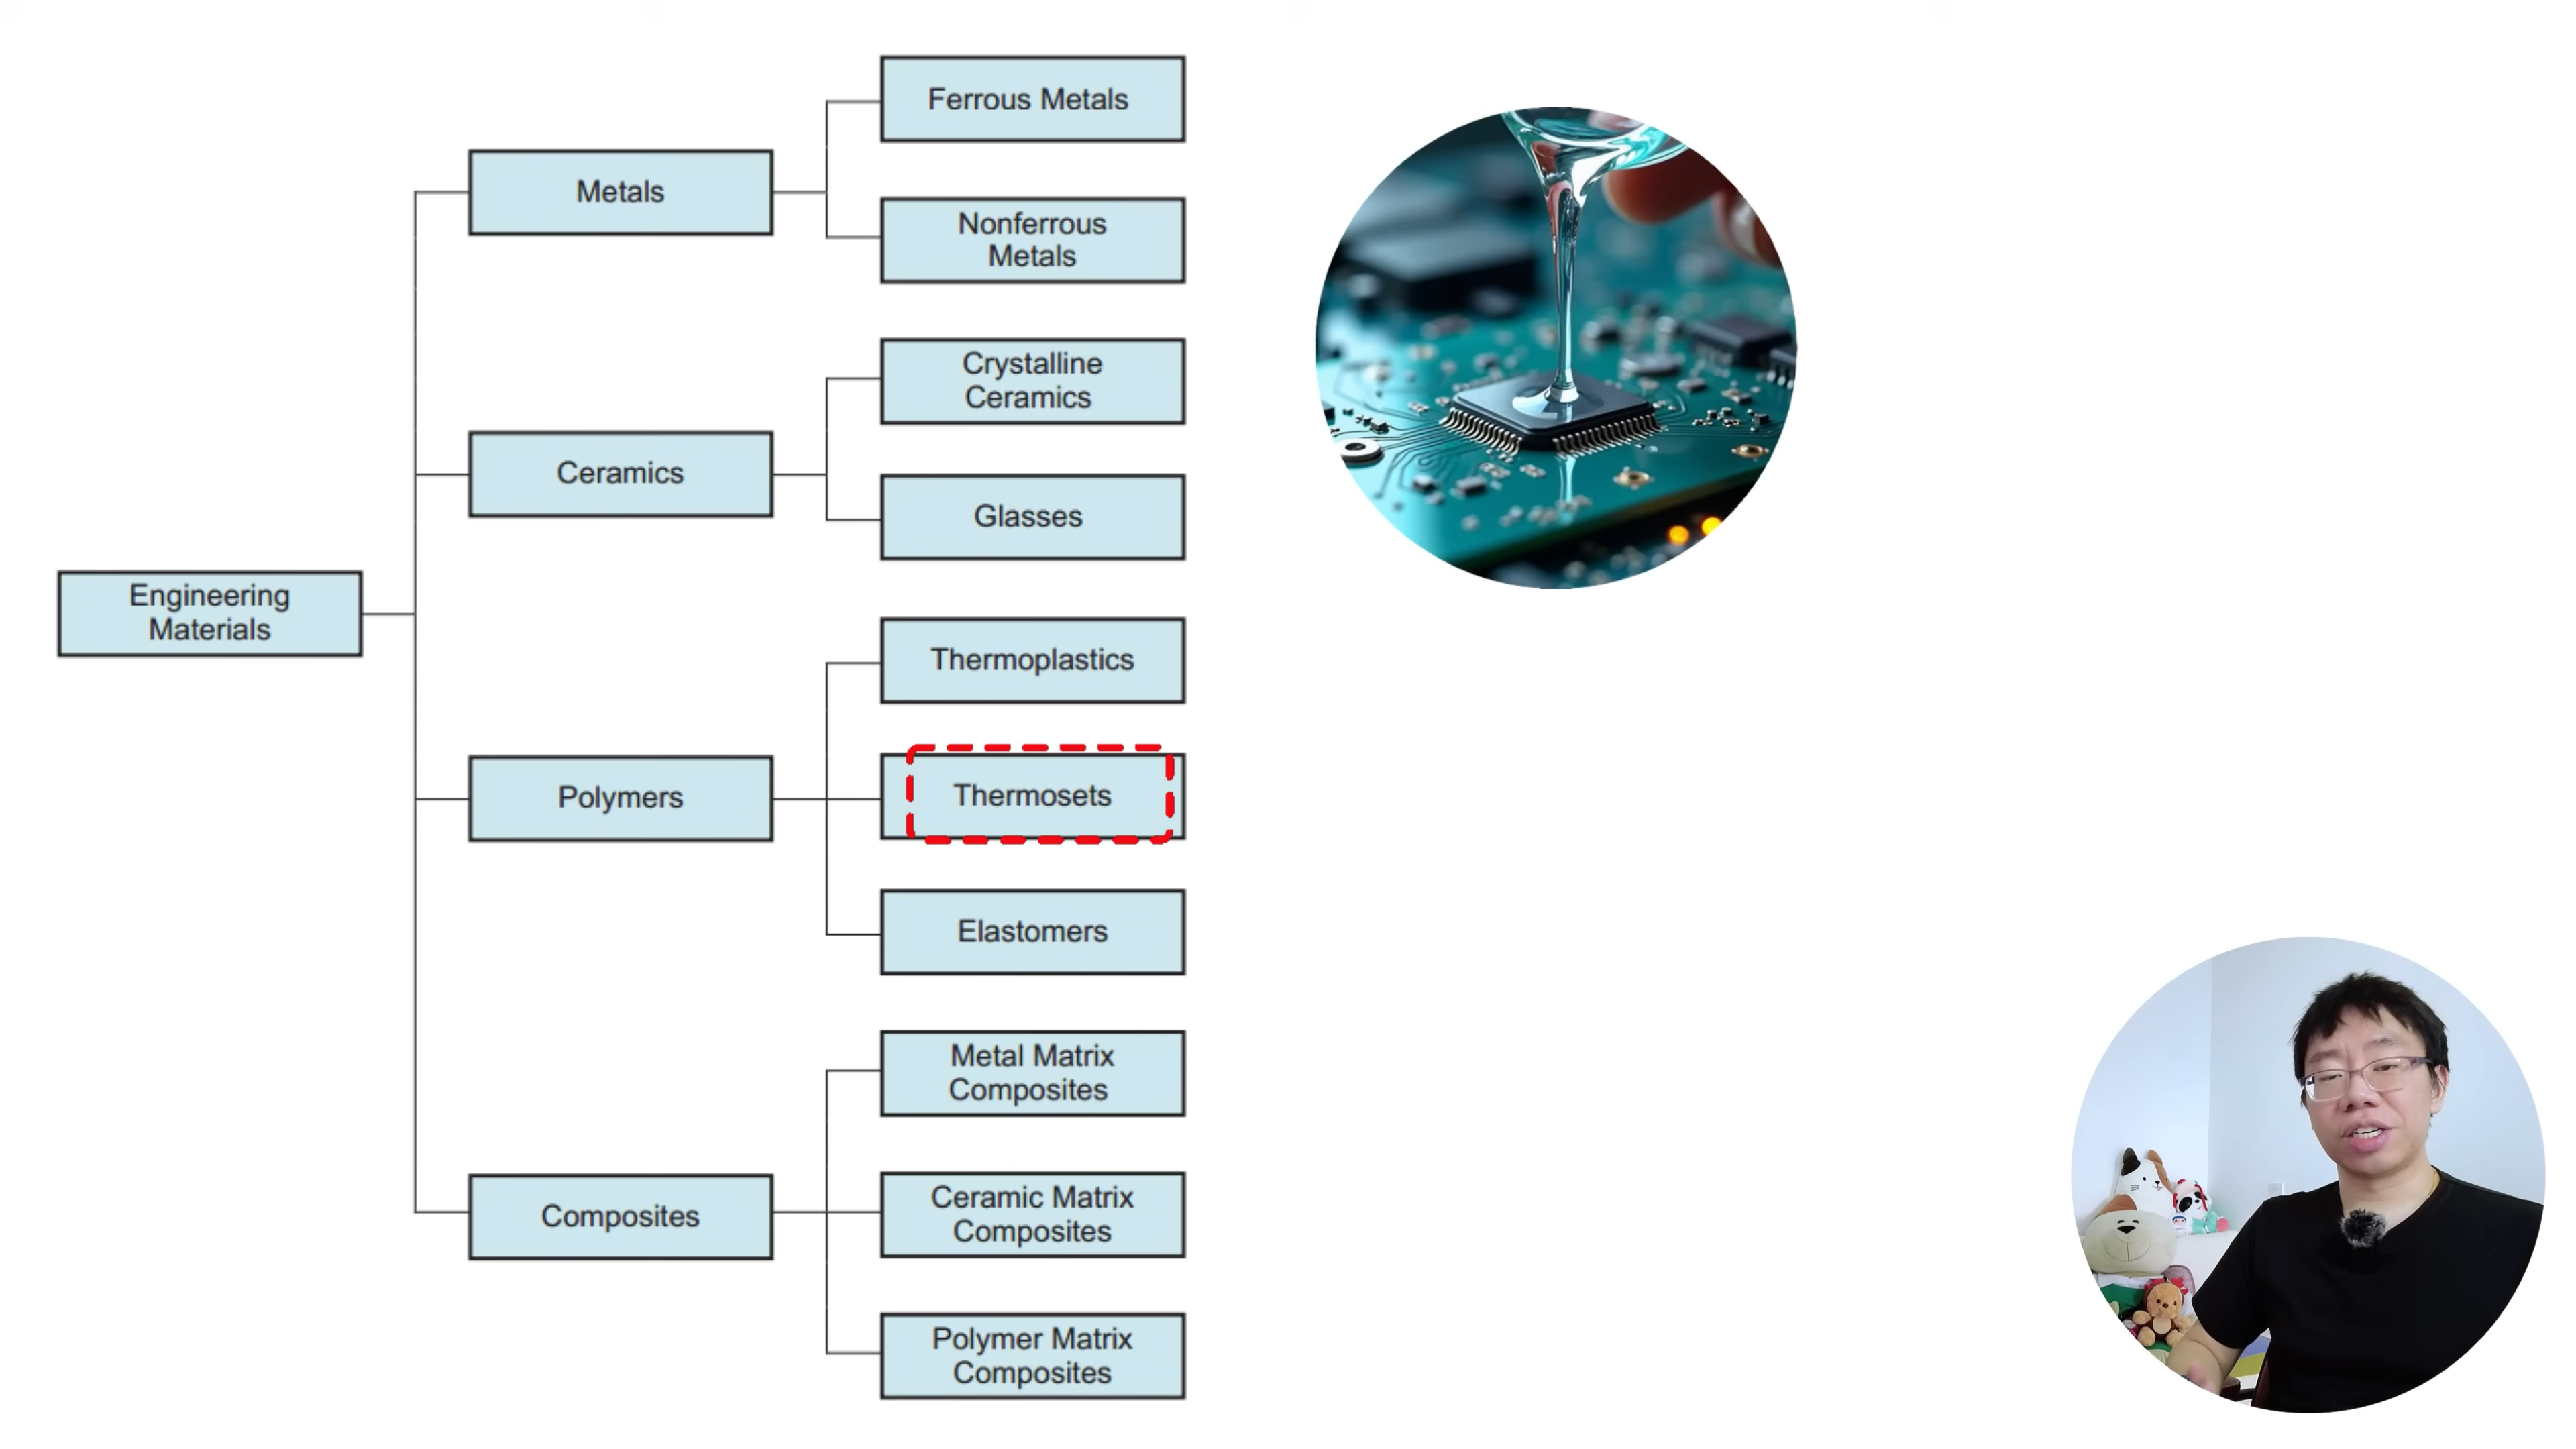 Engineering
Materials
Metals
Ferrous Metals
Nonferrous
Metals
Ceramics
Crystalline
Ceramics
Glasses
Polymers
Thermoplastics
Thermosets
Elastomers
Composites
Metal Matrix
Composites
Ceramic Matrix
Composites
Polymer Matrix
Composites